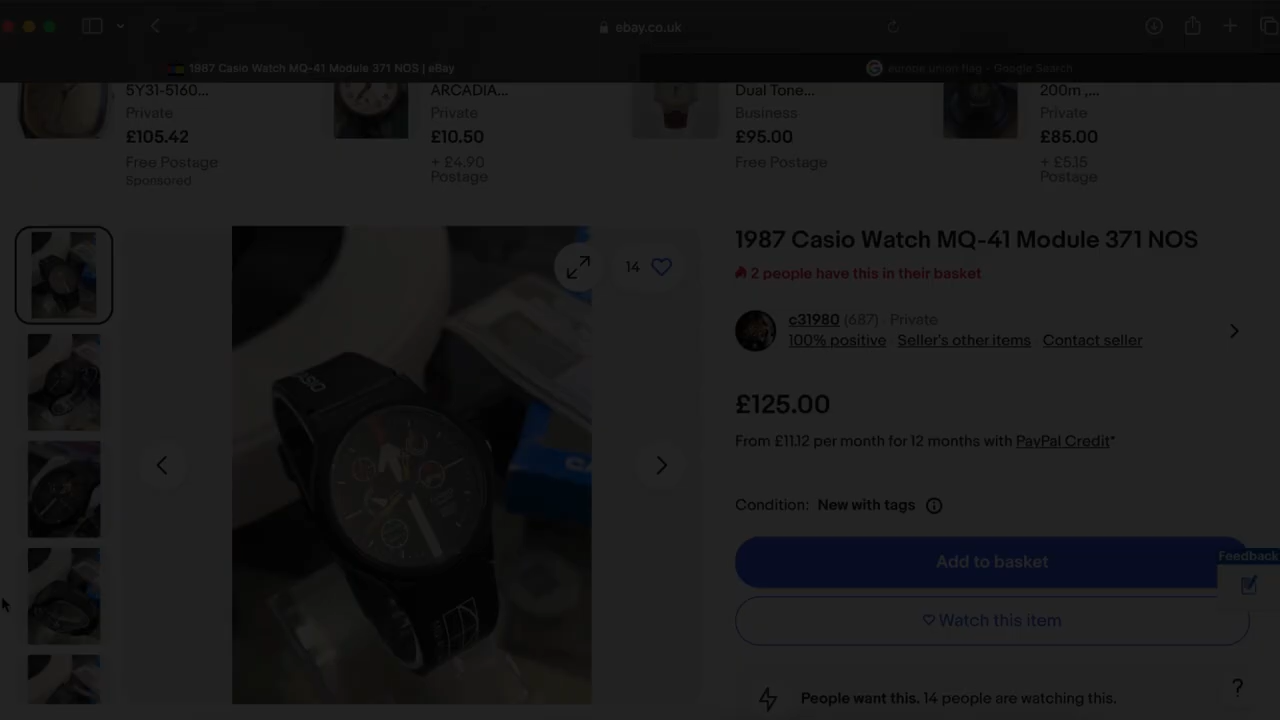 ebay.co.uk
1987 Casio Watch MQ-41 Module 371 NOS | eBay
europe union flag - Google Search
5Y31-5160...
Private
£105.42
Free Postage
Sponsored
ARCADIA...
Private
£10.50
+ £4.90
Postage
Dual Tone...
Business
£95.00
Free Postage
200m ,...
Private
£85.00
+ £5.15
Postage
14
CASIO
1987 Casio Watch MQ-41 Module 371 NOS
2 people have this in their basket
c31980 (687) · Private
100% positive · Seller's other items · Contact seller
£125.00
From £11.12 per month for 12 months with PayPal Credit*
Condition: New with tags
Add to basket
Feedback
Watch this item
People want this. 14 people are watching this.
?